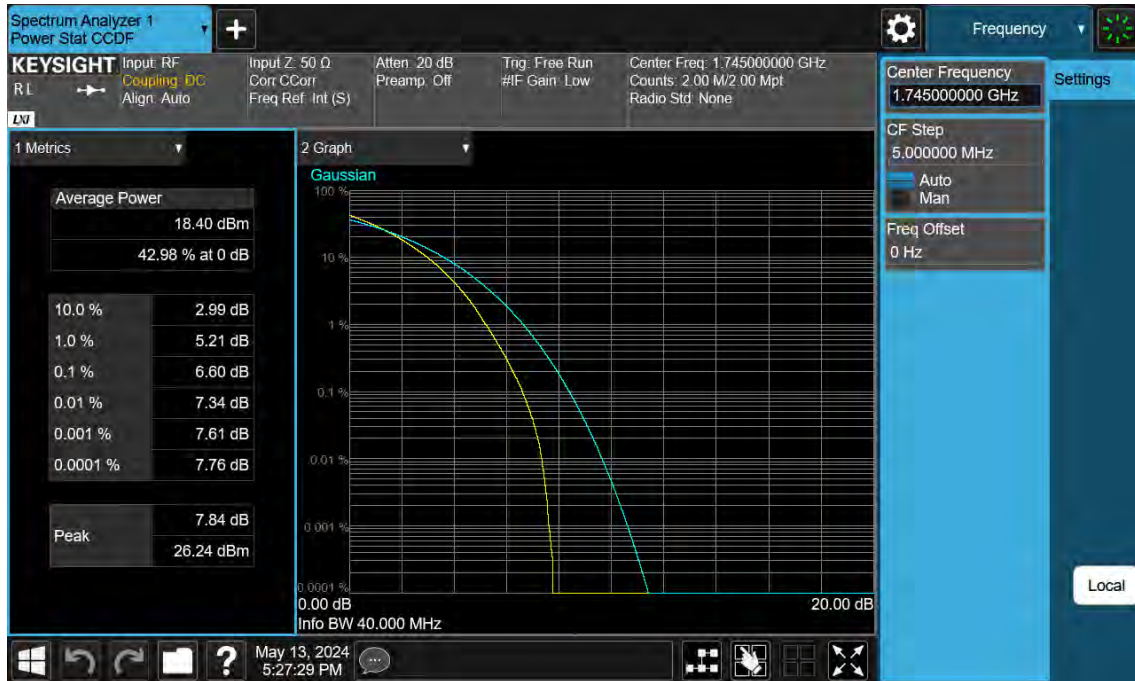 Spectrum Analyzer 1
Power Stat CCDF
Frequency
KEYSIGHT
RL
LXI
Input: RF
Coupling: DC
Align: Auto
Input Z: 50 Ω
Corr CCorr
Freq Ref: Int (S)
Atten: 20 dB
Preamp: Off
Trig: Free Run
#IF Gain: Low
Center Freq: 1.745000000 GHz
Counts: 2.00 M/2.00 Mpt
Radio Std: None
Center Frequency
1.745000000 GHz
Settings
CF Step
5.000000 MHz
Auto
Man
Freq Offset
0 Hz
Local
1 Metrics
Average Power
18.40 dBm
42.98 % at 0 dB
10.0 % 2.99 dB
1.0 % 5.21 dB
0.1 % 6.60 dB
0.01 % 7.34 dB
0.001 % 7.61 dB
0.0001 % 7.76 dB
Peak
7.84 dB
26.24 dBm
2 Graph
Gaussian
100 %
10 %
1 %
0.1 %
0.01 %
0.001 %
0.0001 %
0.00 dB 20.00 dB
Info BW 40.000 MHz
?
May 13, 2024
5:27:29 PM